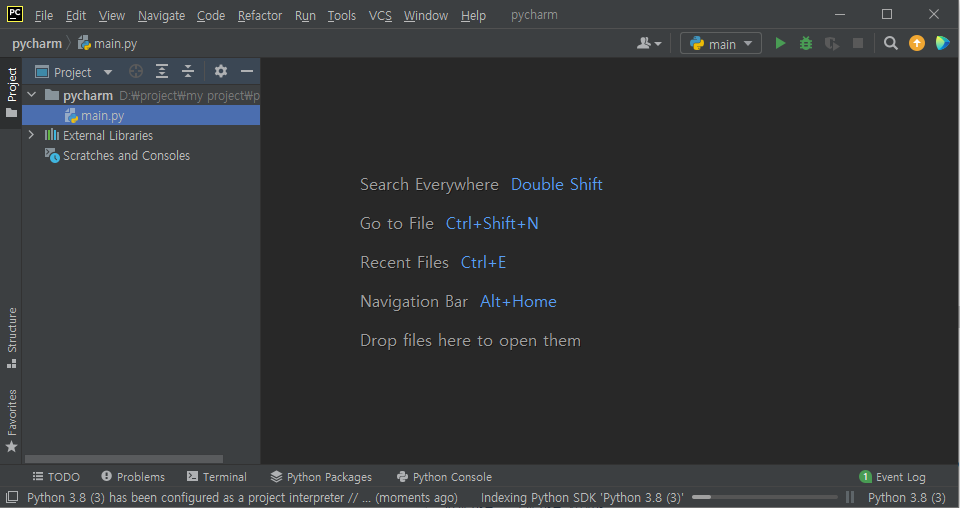 PC File Edit View Navigate Code Refactor Run Tools VCS Window Help pycharm
pycharm main.py main
Project Project
pycharm D:₩project₩my project₩p
main.py
External Libraries
Scratches and Consoles
Search Everywhere Double Shift
Go to File Ctrl+Shift+N
Recent Files Ctrl+E
Navigation Bar Alt+Home
Drop files here to open them
Structure
Favorites
TODO Problems Terminal Python Packages Python Console 1 Event Log
Python 3.8 (3) has been configured as a project interpreter // ... (moments ago) Indexing Python SDK 'Python 3.8 (3)' Python 3.8 (3)